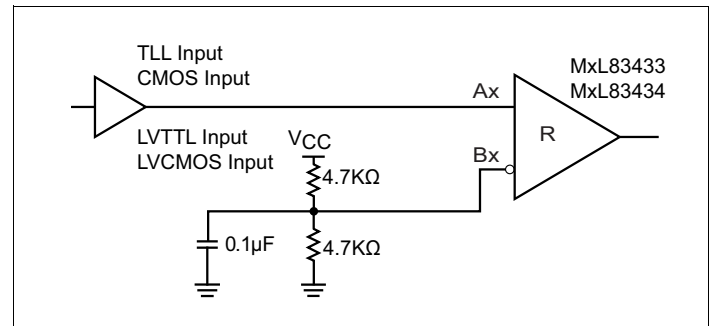 TLL Input
CMOS Input
MxL83433
MxL83434
Ax
LVTTL Input
LVCMOS Input
VCC
Bx
R
4.7KΩ
0.1µF
4.7KΩ